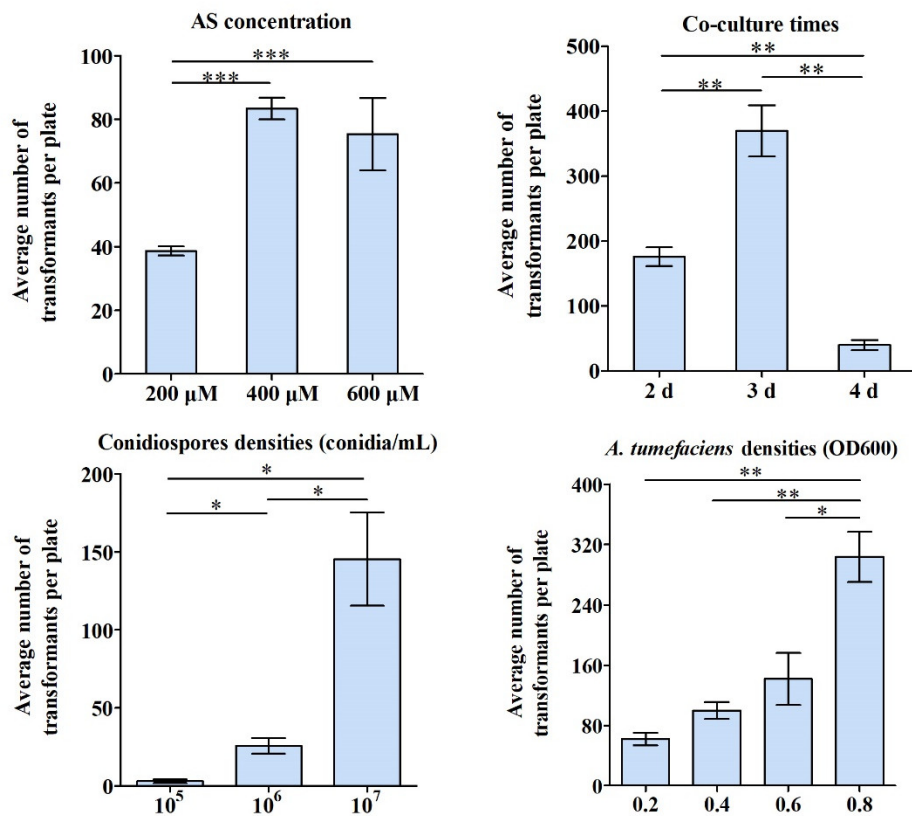 AS concentration
Average number of
transformants per plate
100
80
60
40
20
0
***
***
200 μM 400 μM 600 μM
Co-culture times
Average number of
transformants per plate
500
400
300
200
100
0
**
** **
2 d 3 d 4 d
Conidiospores densities (conidia/mL)
Average number of
transformants per plate
200
150
100
50
0
*
* *
10⁵ 10⁶ 10⁷
A. tumefaciens densities (OD600)
Average number of
transformants per plate
400
320
240
160
80
0
**
**
*
0.2 0.4 0.6 0.8